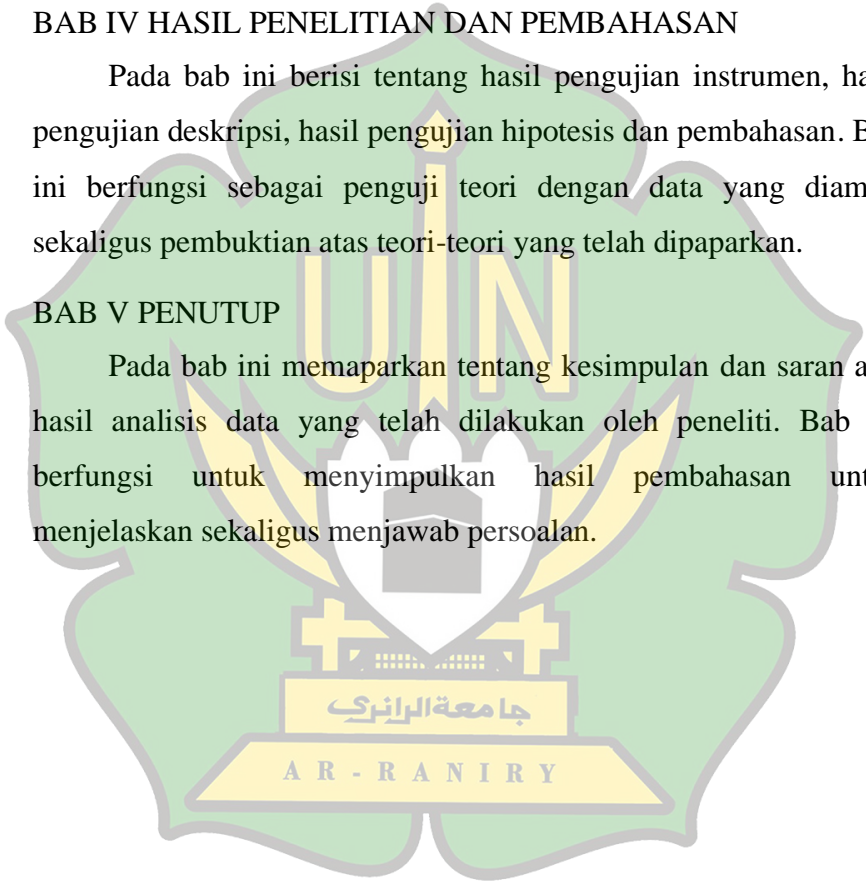 BAB IV HASIL PENELITIAN DAN PEMBAHASAN
Pada bab ini berisi tentang hasil pengujian instrumen, ha
pengujian deskripsi, hasil pengujian hipotesis dan pembahasan. B
ini berfungsi sebagai penguji teori dengan data yang diam
sekaligus pembuktian atas teori-teori yang telah dipaparkan.
BAB V PENUTUP
Pada bab ini memaparkan tentang kesimpulan dan saran a
hasil analisis data yang telah dilakukan oleh peneliti. Bab
berfungsi untuk menyimpulkan hasil pembahasan unt
menjelaskan sekaligus menjawab persoalan.
UIN
جامعةالرانري
AR-RANIRY